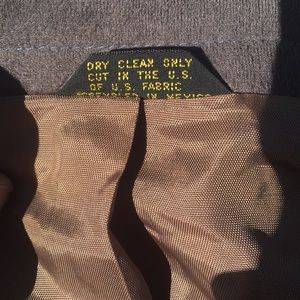 DRY CLEAN ONLY
CUT IN THE U.S.
OF U.S. FABRIC
ASSEMBLED IN MEXICO